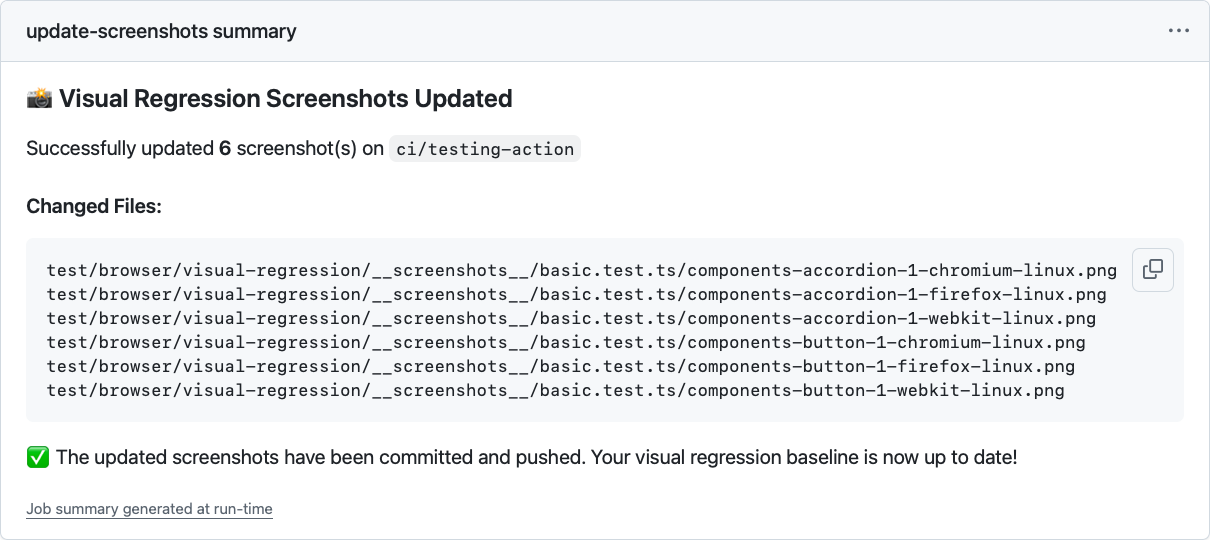 update-screenshots summary
📸 Visual Regression Screenshots Updated
Successfully updated 6 screenshot(s) on ci/testing-action
Changed Files:
test/browser/visual-regression/__screenshots__/basic.test.ts/components-accordion-1-chromium-linux.png
test/browser/visual-regression/__screenshots__/basic.test.ts/components-accordion-1-firefox-linux.png
test/browser/visual-regression/__screenshots__/basic.test.ts/components-accordion-1-webkit-linux.png
test/browser/visual-regression/__screenshots__/basic.test.ts/components-button-1-chromium-linux.png
test/browser/visual-regression/__screenshots__/basic.test.ts/components-button-1-firefox-linux.png
test/browser/visual-regression/__screenshots__/basic.test.ts/components-button-1-webkit-linux.png
✅ The updated screenshots have been committed and pushed. Your visual regression baseline is now up to date!
Job summary generated at run-time